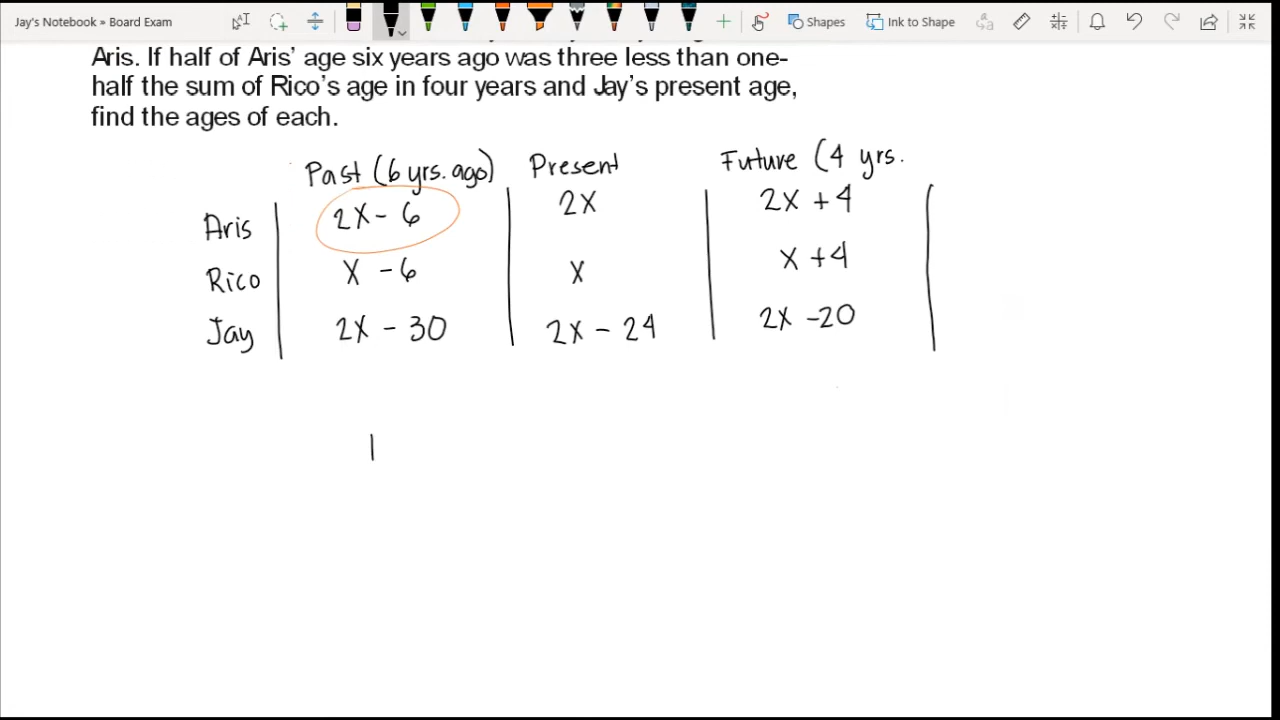 Jay's Notebook » Board Exam
Shapes
Ink to Shape
Aris. If half of Aris’ age six years ago was three less than one-
half the sum of Rico’s age in four years and Jay’s present age,
find the ages of each.
Past (6 yrs. ago) Present Future (4 yrs.
Aris 2x - 6 2x 2x + 4
Rico x - 6 x x + 4
Jay 2x - 30 2x - 24 2x - 20